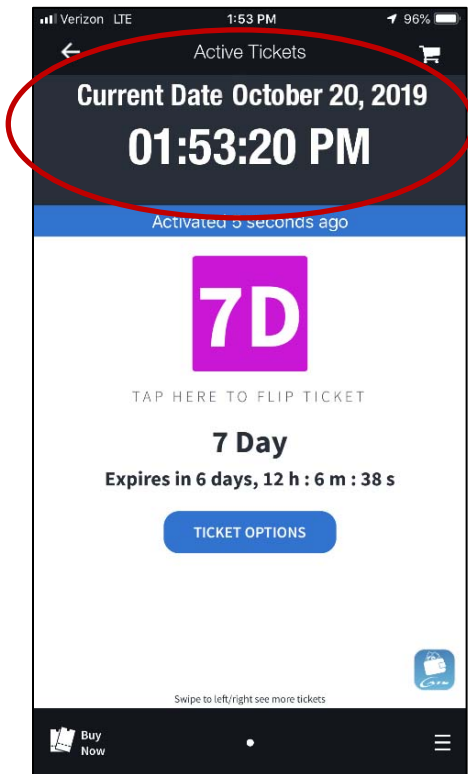 Verizon LTE 1:53 PM 96%
Active Tickets
Current Date October 20, 2019
01:53:20 PM
Activated 5 seconds ago
7D
TAP HERE TO FLIP TICKET
7 Day
Expires in 6 days, 12 h : 6 m : 38 s
TICKET OPTIONS
Swipe to left/right see more tickets
Buy
Now